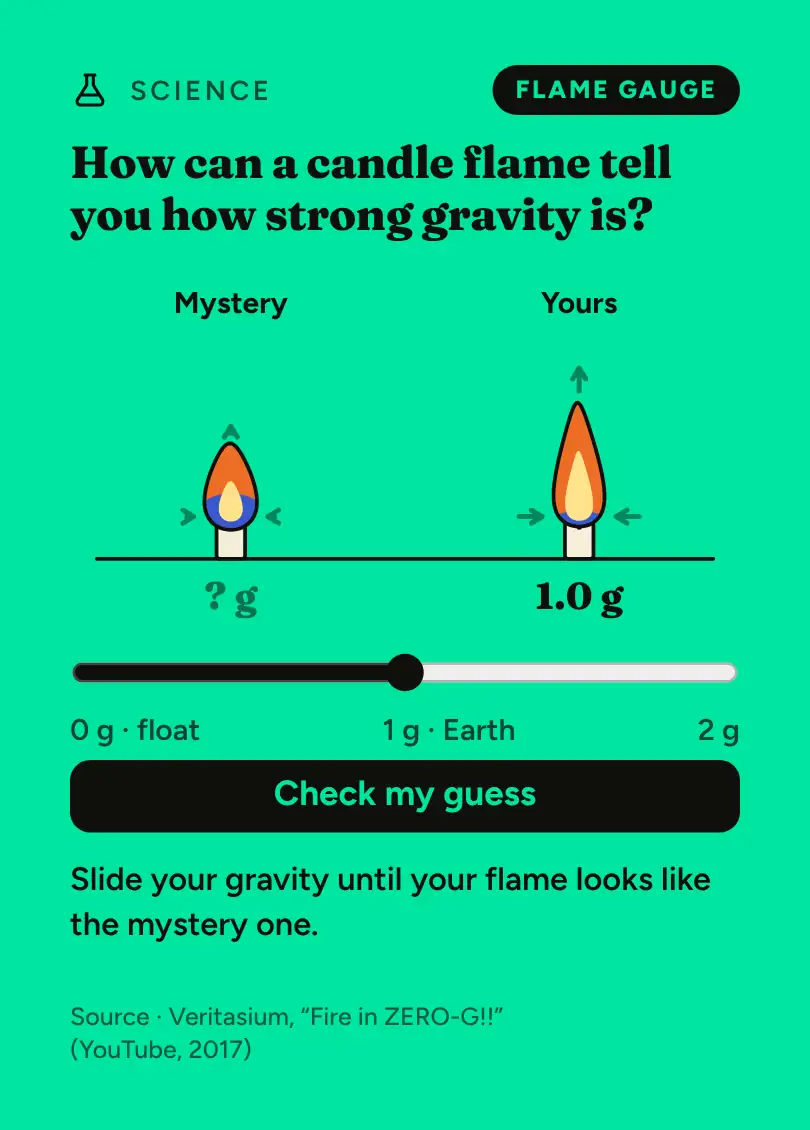 SCIENCE
FLAME GAUGE
How can a candle flame tell
you how strong gravity is?
Mystery
Yours
? g
1.0 g
0 g · float
1 g · Earth
2 g
Check my guess
Slide your gravity until your flame looks like
the mystery one.
Source · Veritasium, “Fire in ZERO-G!!”
(YouTube, 2017)